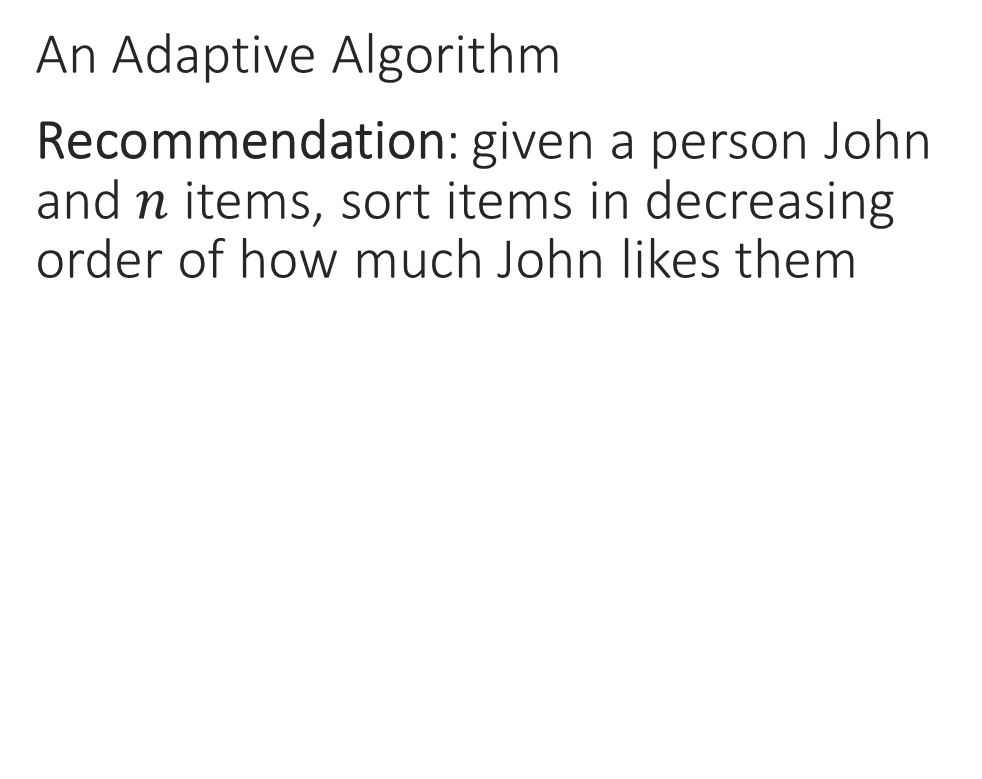 An Adaptive Algorithm
Recommendation: given a person John
and n items, sort items in decreasing
order of how much John likes them